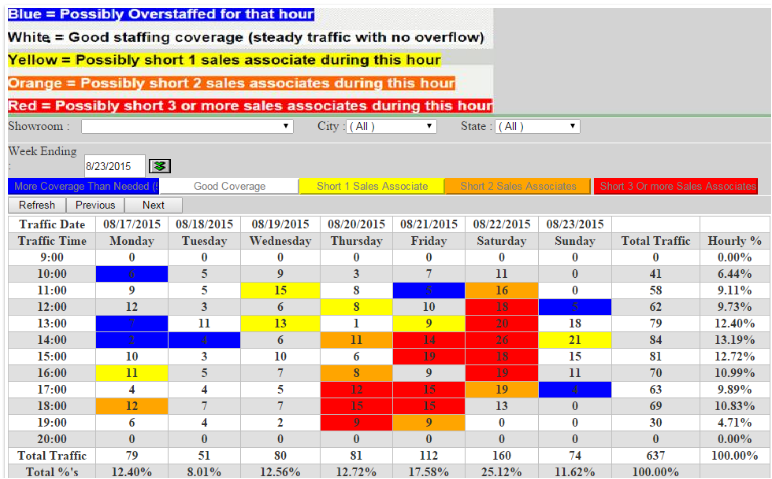 Blue = Possibly Overstaffed for that hour
White = Good staffing coverage (steady traffic with no overflow)
Yellow = Possibly short 1 sales associate during this hour
Orange = Possibly short 2 sales associates during this hour
Red = Possibly short 3 or more sales associates during this hour
Showroom : City : ( All ) State : ( All )
Week Ending
: 8/23/2015
More Coverage Than Needed ( Good Coverage Short 1 Sales Associate Short 2 Sales Associates Short 3 Or more Sales Associates
Refresh Previous Next
Traffic Date 08/17/2015 08/18/2015 08/19/2015 08/20/2015 08/21/2015 08/22/2015 08/23/2015
Traffic Time Monday Tuesday Wednesday Thursday Friday Saturday Sunday Total Traffic Hourly %
9:00 0 0 0 0 0 0 0 0 0.00%
10:00 6 5 9 3 7 11 0 41 6.44%
11:00 9 5 15 8 5 16 0 58 9.11%
12:00 12 3 6 8 10 18 5 62 9.73%
13:00 7 11 13 1 9 20 18 79 12.40%
14:00 2 4 6 11 14 26 21 84 13.19%
15:00 10 3 10 6 19 18 15 81 12.72%
16:00 11 5 7 8 9 19 11 70 10.99%
17:00 4 4 5 12 15 19 4 63 9.89%
18:00 12 7 7 15 15 13 0 69 10.83%
19:00 6 4 2 9 9 0 0 30 4.71%
20:00 0 0 0 0 0 0 0 0 0.00%
Total Traffic 79 51 80 81 112 160 74 637 100.00%
Total %'s 12.40% 8.01% 12.56% 12.72% 17.58% 25.12% 11.62% 100.00%